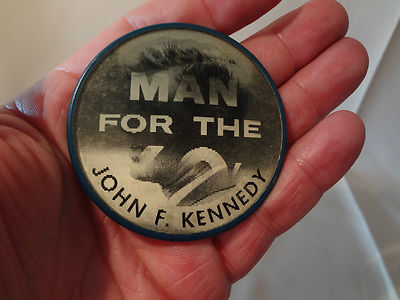 MAN
FOR THE
JOHN F. KENNEDY